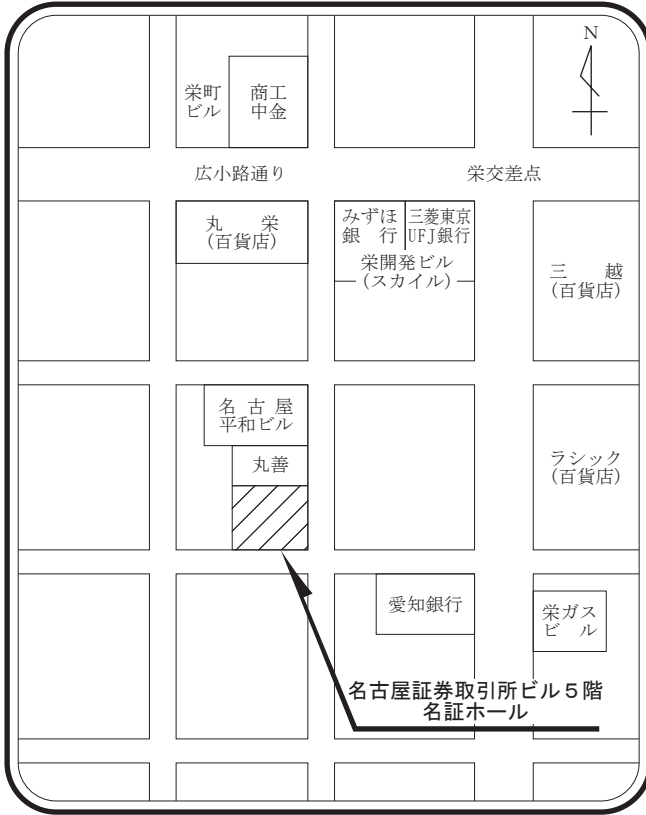 N
栄町
ビル
商工
中金
広小路通り
栄交差点
丸　栄
(百貨店)
みずほ
銀　行
三菱東京
UFJ銀行
栄開発ビル
(スカイル)
三　越
(百貨店)
名古屋
平和ビル
丸善
ラシック
(百貨店)
愛知銀行
栄ガス
ビ　ル
名古屋証券取引所ビル５階
名証ホール